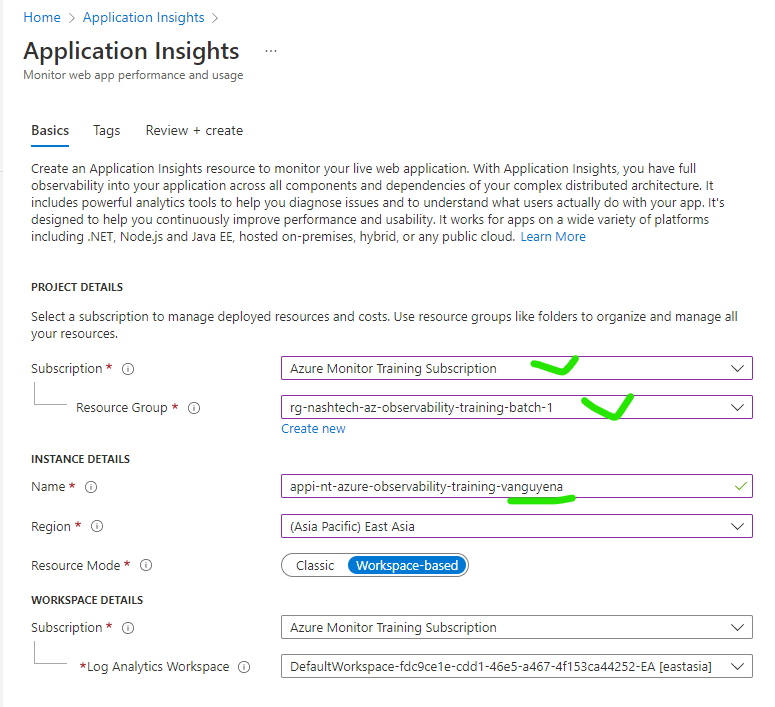 Home > Application Insights >
Application Insights ...
Monitor web app performance and usage
Basics Tags Review + create
Create an Application Insights resource to monitor your live web application. With Application Insights, you have full
observability into your application across all components and dependencies of your complex distributed architecture. It
includes powerful analytics tools to help you diagnose issues and to understand what users actually do with your app. It's
designed to help you continuously improve performance and usability. It works for apps on a wide variety of platforms
including .NET, Node.js and Java EE, hosted on-premises, hybrid, or any public cloud. Learn More
PROJECT DETAILS
Select a subscription to manage deployed resources and costs. Use resource groups like folders to organize and manage all
your resources.
Subscription * Azure Monitor Training Subscription
Resource Group * rg-nashtech-az-observability-training-batch-1
Create new
INSTANCE DETAILS
Name * appi-nt-azure-observability-training-vanguyena
Region * (Asia Pacific) East Asia
Resource Mode * Classic Workspace-based
WORKSPACE DETAILS
Subscription * Azure Monitor Training Subscription
*Log Analytics Workspace DefaultWorkspace-fdc9ce1e-cdd1-46e5-a467-4f153ca44252-EA [eastasia]